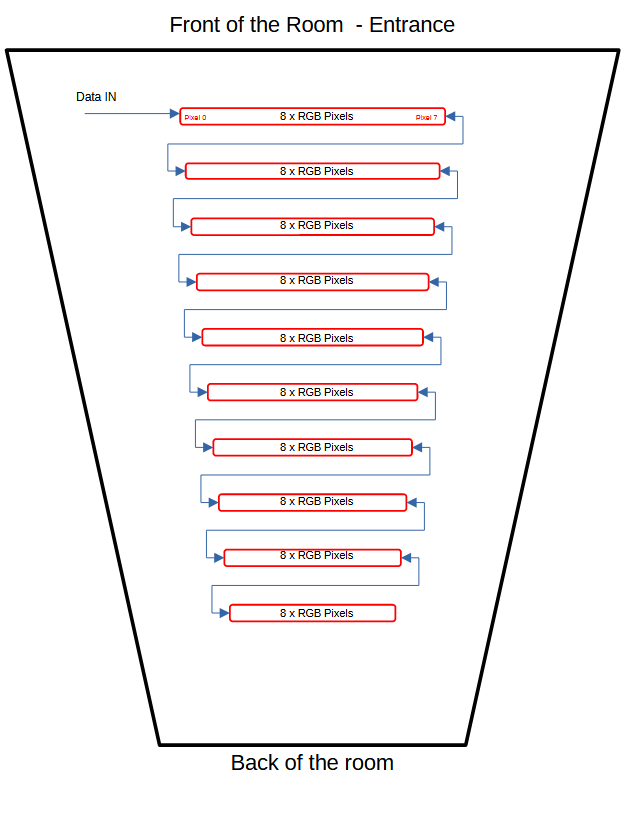 Front of the Room - Entrance
Data IN
Pixel 0 8 x RGB Pixels Pixel 7
8 x RGB Pixels
8 x RGB Pixels
8 x RGB Pixels
8 x RGB Pixels
8 x RGB Pixels
8 x RGB Pixels
8 x RGB Pixels
8 x RGB Pixels
8 x RGB Pixels
Back of the room